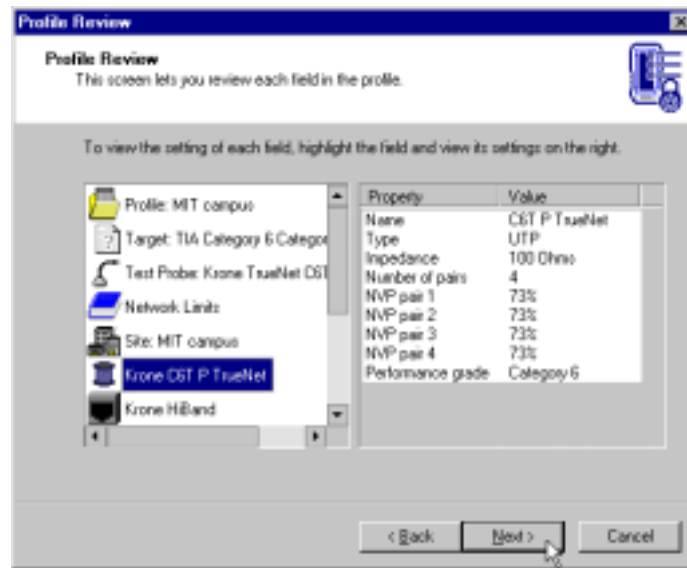 Profile Review
Profile Review
This screen lets you review each field in the profile.
To view the setting of each field, highlight the field and view its settings on the right.
Profile: MIT campus
Target: TIA Category 6 Categor
Test Probe: Krone TrueNet C6T
Network Limits
Site: MIT campus
Krone C6T P TrueNet
Krone HiBand
Property Value
Name C6T P TrueNet
Type UTP
Impedance 100 Ohms
Number of pairs 4
NVP pair 1 73%
NVP pair 2 73%
NVP pair 3 73%
NVP pair 4 73%
Performance grade Category 6
< Back Next > Cancel